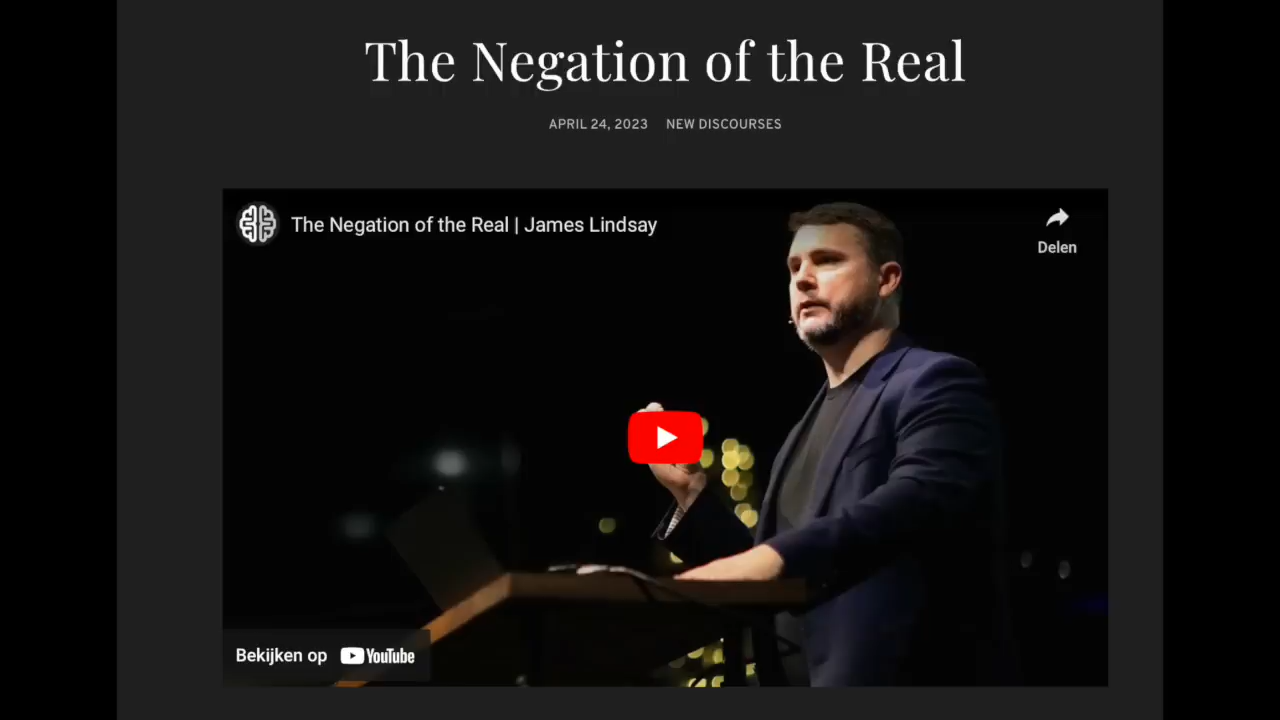 The Negation of the Real
APRIL 24, 2023 NEW DISCOURSES
The Negation of the Real | James Lindsay
Delen
Bekijken op YouTube